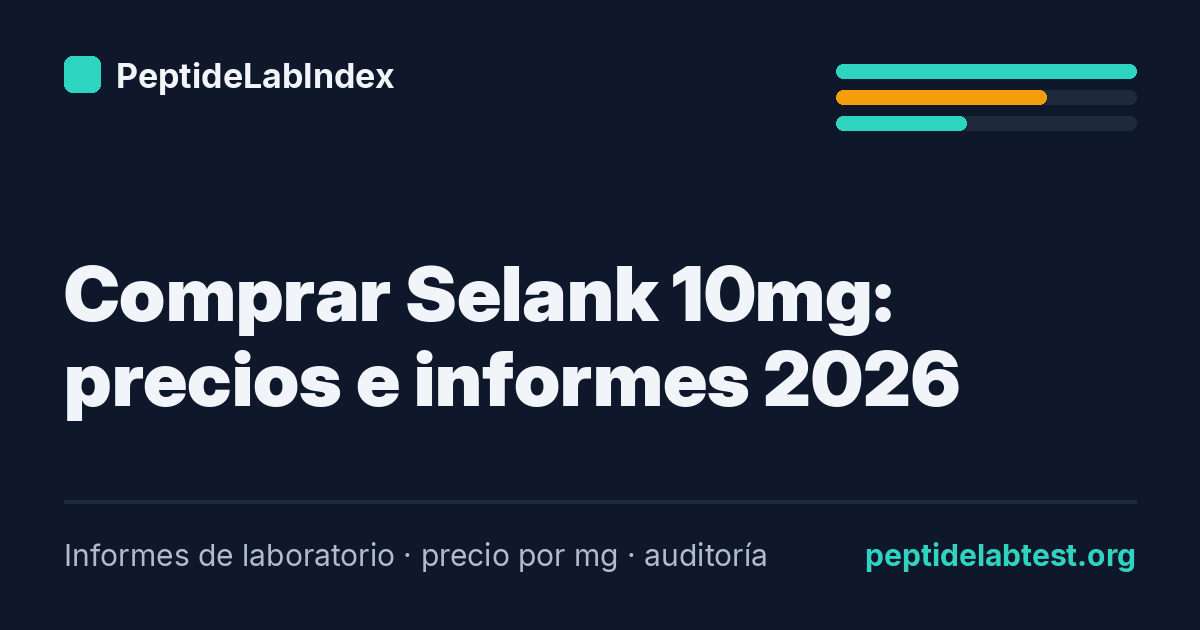 PeptideLabIndex
Comprar Selank 10mg:
precios e informes 2026
Informes de laboratorio · precio por mg · auditoría
peptidelabtest.org